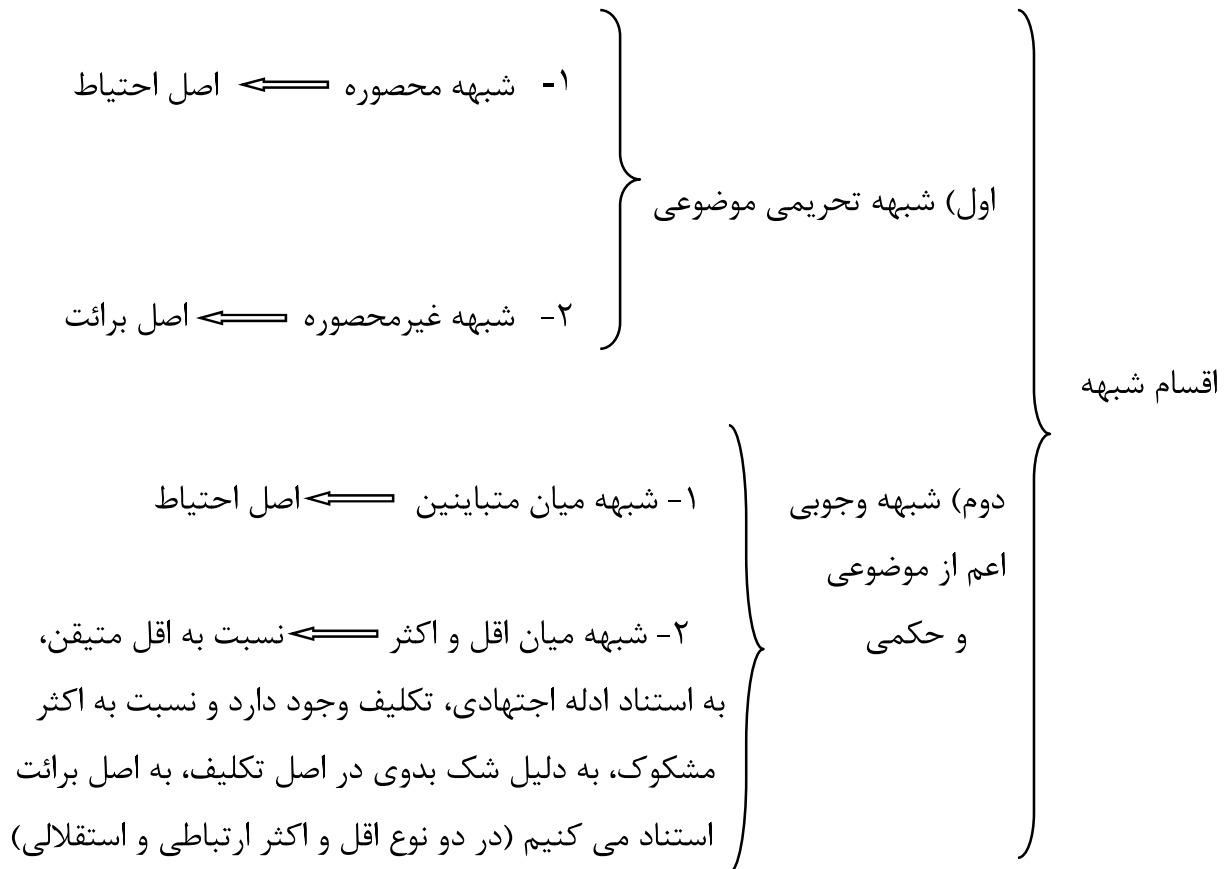 اقسام شبهه
اول) شبهه تحریمی موضوعی
۱- شبهه محصوره ⟸ اصل احتیاط
۲- شبهه غیرمحصوره ⟸ اصل برائت
دوم) شبهه وجوبی
اعم از موضوعی
و حکمی
۱- شبهه میان متباینین ⟸ اصل احتیاط
۲- شبهه میان اقل و اکثر ⟸ نسبت به اقل متیقن،
به استناد ادله اجتهادی، تکلیف وجود دارد و نسبت به اکثر
مشکوک، به دلیل شک بدوی در اصل تکلیف، به اصل برائت
استناد می کنیم (در دو نوع اقل و اکثر ارتباطی و استقلالی)